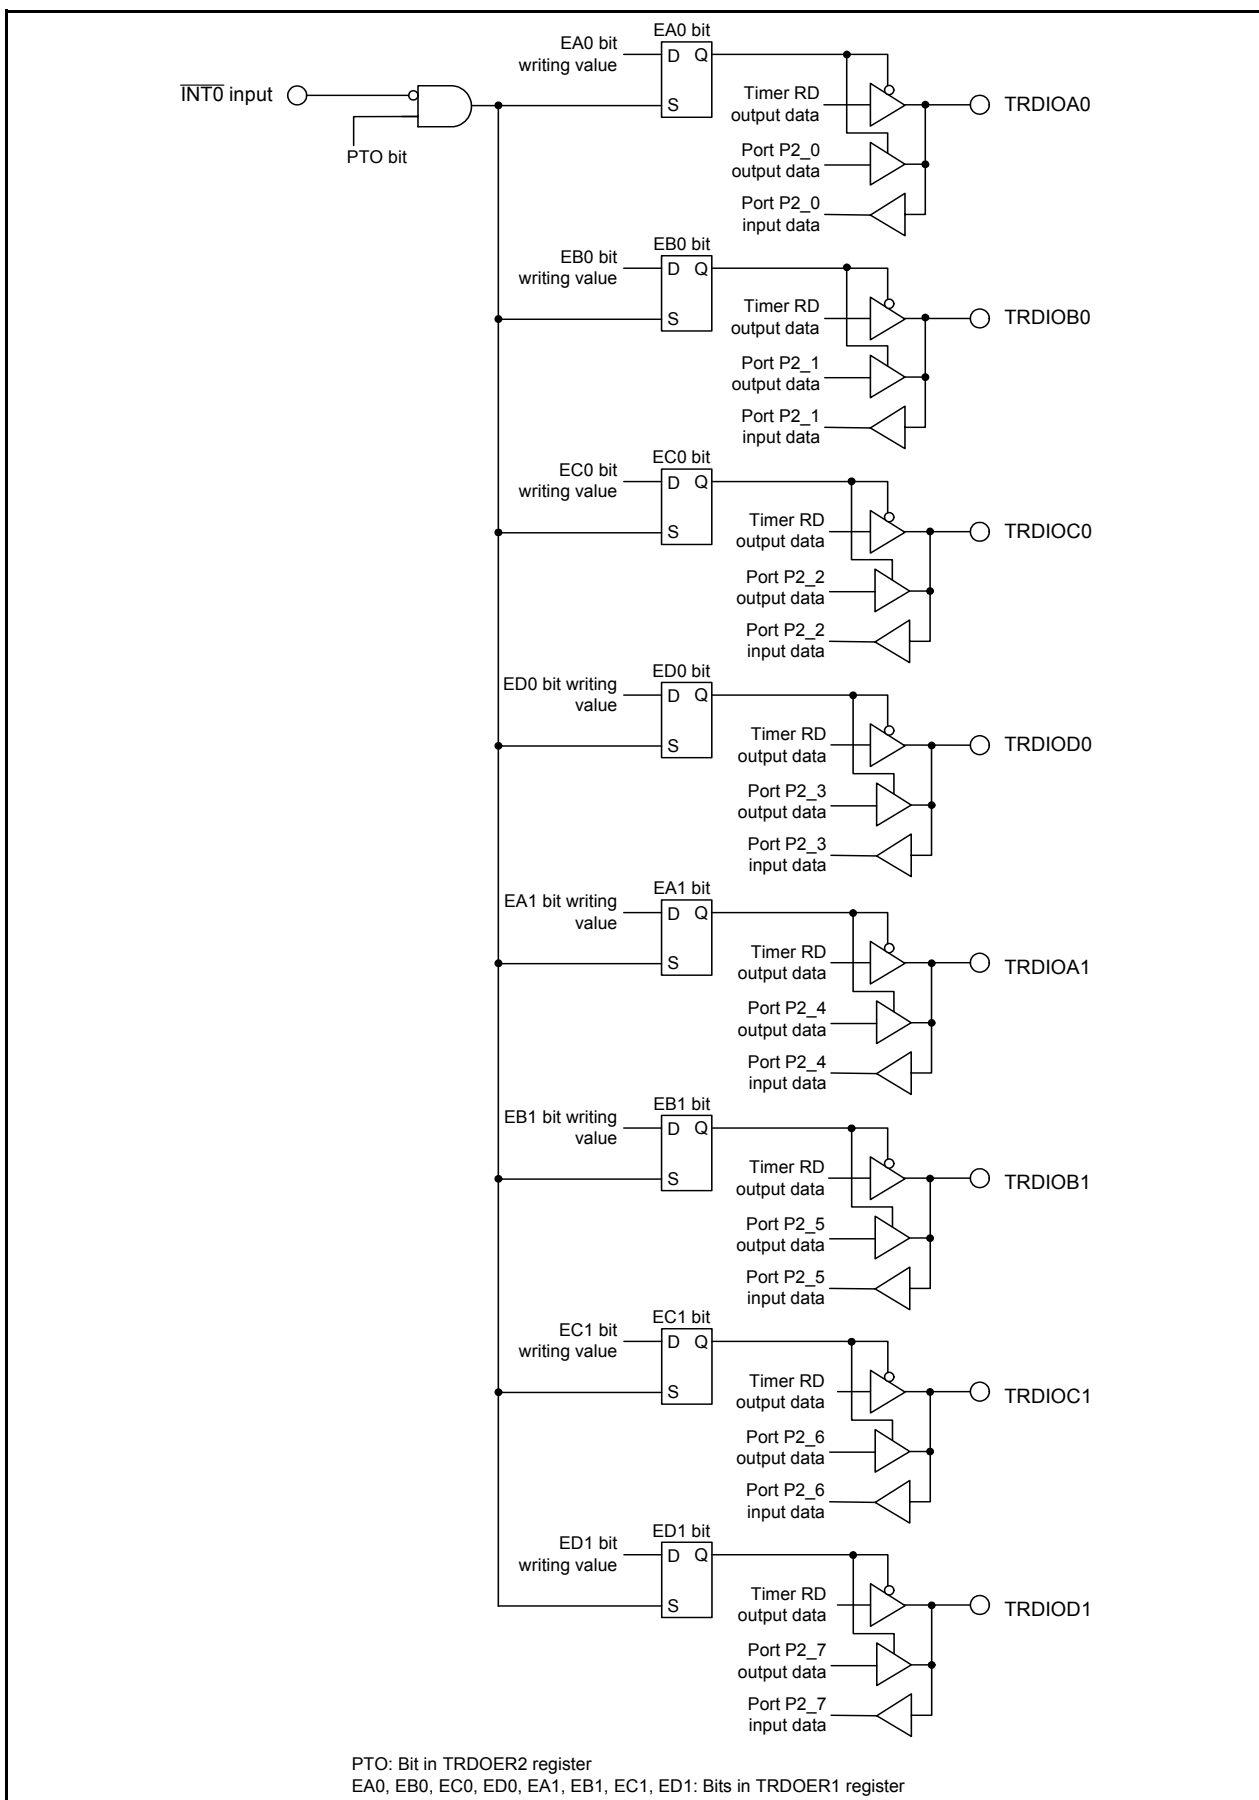 EA0 bit
EA0 bit
writing value
D Q
S
INT0 input
PTO bit
Timer RD
output data
TRDIOA0
Port P2_0
output data
Port P2_0
input data
EB0 bit
EB0 bit
writing value
D Q
S
Timer RD
output data
TRDIOB0
Port P2_1
output data
Port P2_1
input data
EC0 bit
EC0 bit
writing value
D Q
S
Timer RD
output data
TRDIOC0
Port P2_2
output data
Port P2_2
input data
ED0 bit
ED0 bit writing
value
D Q
S
Timer RD
output data
TRDIOD0
Port P2_3
output data
Port P2_3
input data
EA1 bit
EA1 bit writing
value
D Q
S
Timer RD
output data
TRDIOA1
Port P2_4
output data
Port P2_4
input data
EB1 bit
EB1 bit writing
value
D Q
S
Timer RD
output data
TRDIOB1
Port P2_5
output data
Port P2_5
input data
EC1 bit
EC1 bit
writing value
D Q
S
Timer RD
output data
TRDIOC1
Port P2_6
output data
Port P2_6
input data
ED1 bit
ED1 bit
writing value
D Q
S
Timer RD
output data
TRDIOD1
Port P2_7
output data
Port P2_7
input data
PTO: Bit in TRDOER2 register
EA0, EB0, EC0, ED0, EA1, EB1, EC1, ED1: Bits in TRDOER1 register